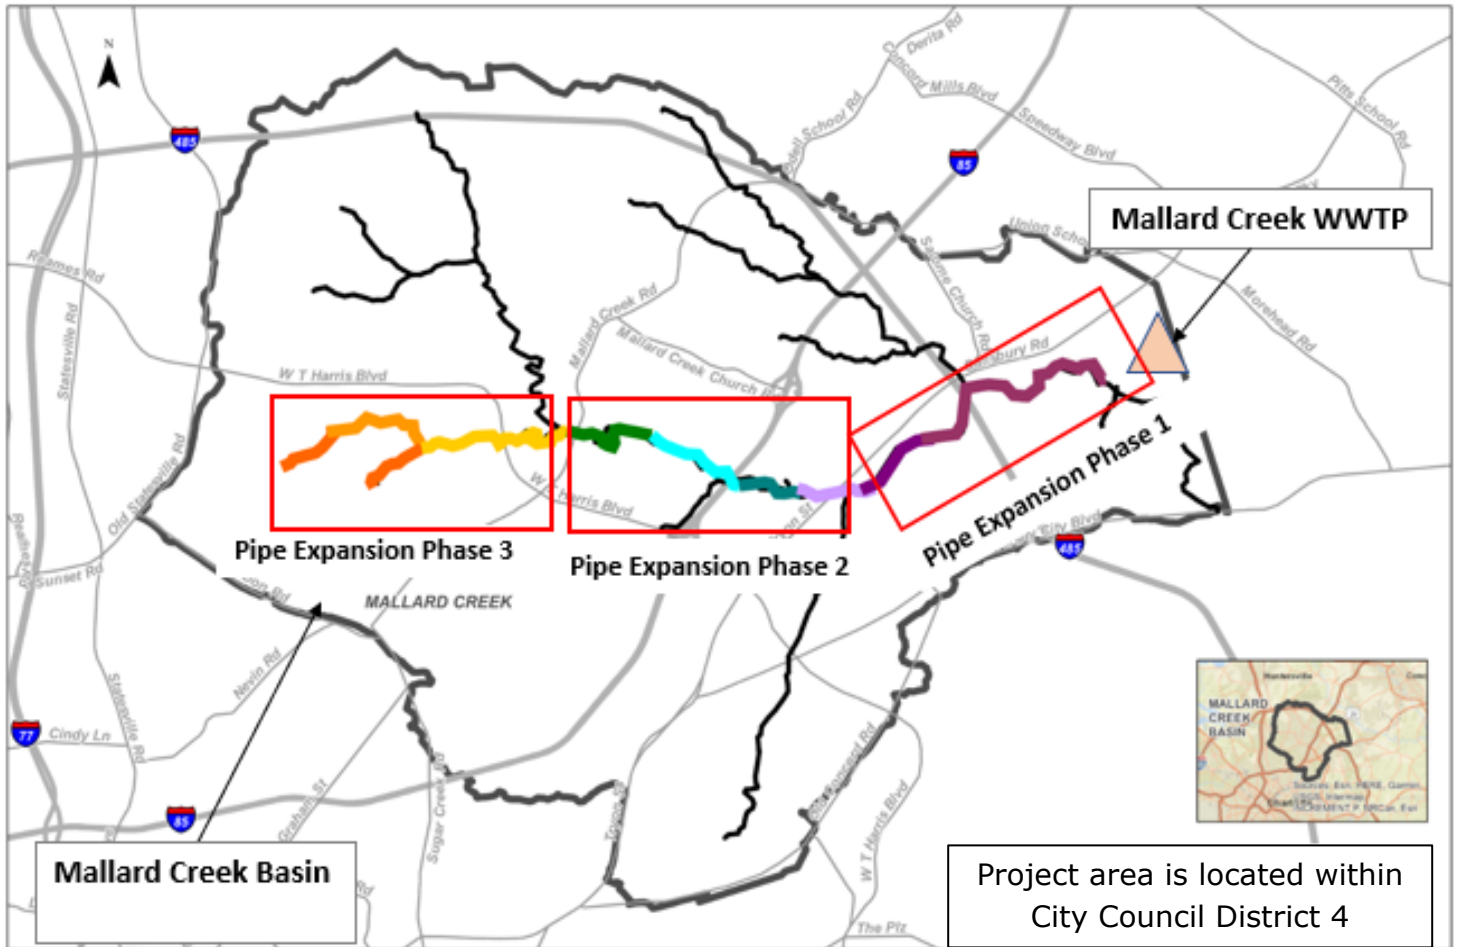 N
Derita Rd
Concord Mills Blvd
Speedway Blvd
Pitts School Rd
485
85
Mallard Creek WWTP
Reames Rd
Statesville Rd
Mallard Creek Rd
Mallard Creek Church Rd
Salome Church Rd
Morehead Rd
W T Harris Blvd
Old Statesville Rd
Pipe Expansion Phase 1
Pipe Expansion Phase 2
Pipe Expansion Phase 3
485
Sunset Rd
MALLARD CREEK
Nevin Rd
Statesville Rd
77
Cindy Ln
Graham St
Sugar Creek Rd
W T Harris Blvd
85
Mallard Creek Basin
The Plz
Huntersville
MALLARD
CREEK
BASIN
Project area is located within
City Council District 4